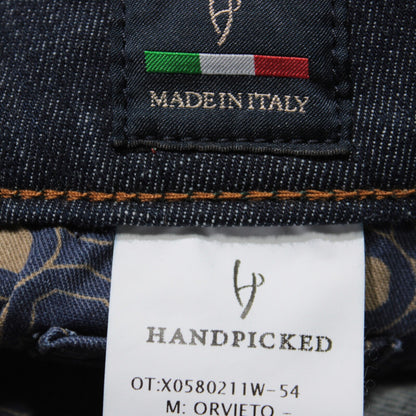 MADE IN ITALY
HANDPICKED
OT:X0580211W-54
M: ORVIETO -